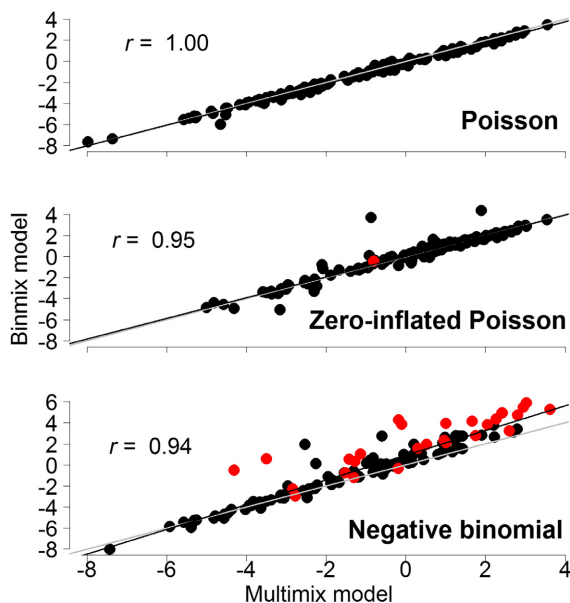 4
2
r = 1.00
0
-2
-4
-6
Poisson
-8
4
2
r = 0.95
0
-2
-4
-6
Zero-inflated Poisson
-8
Binmix model
6
4
2
r = 0.94
0
-2
-4
-6
Negative binomial
-8
-8 -6 -4 -2 0 2 4
Multimix model